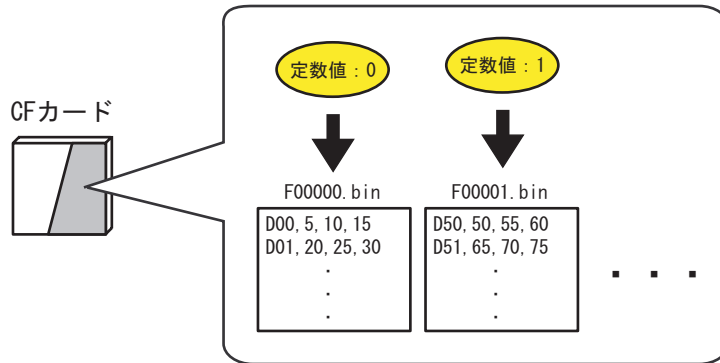 定数値：0
定数値：1
CFカード
F00000.bin
F00001.bin
D00, 5, 10, 15
D01, 20, 25, 30
D50, 50, 55, 60
D51, 65, 70, 75